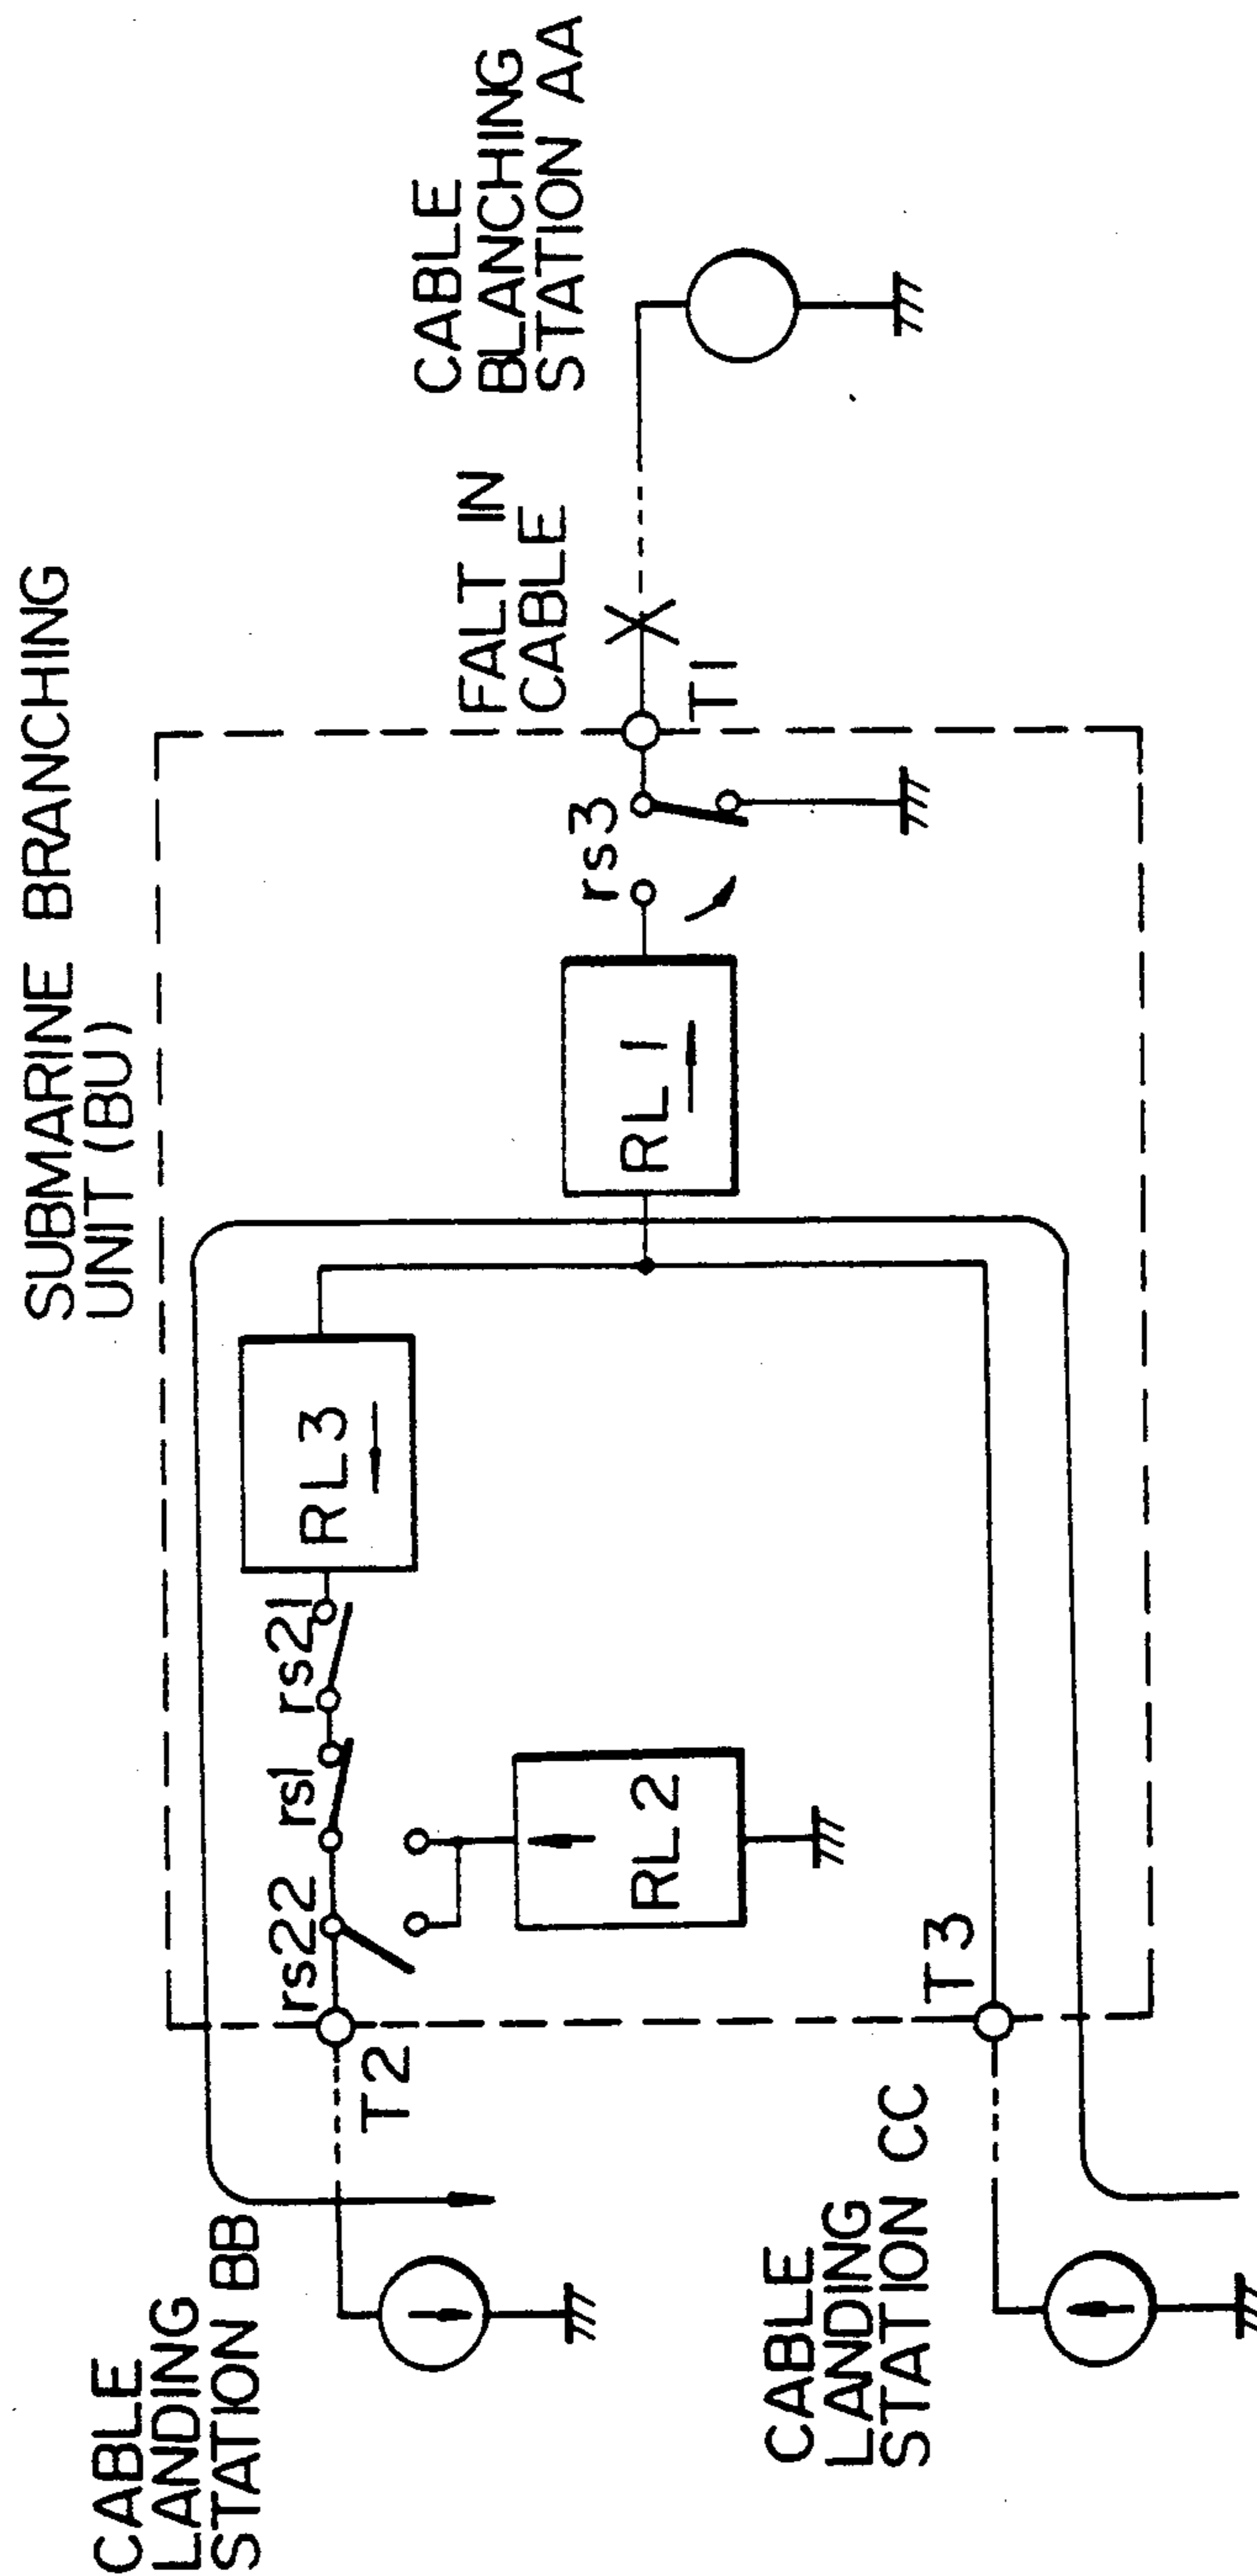 SUBMARINE BRANCHING
UNIT (BU)
CABLE
LANDING
STATION BB
T2
rs22
rs1
rs21
RL3
RL2
RL1
rs3
T1
FALT IN
CABLE
CABLE
BLANCHING
STATION AA
CABLE
LANDING
STATION CC
T3